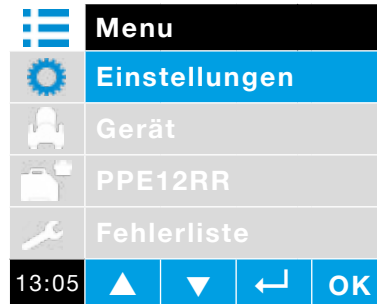 Menu
Einstellungen
Gerät
PPE12RR
Fehlerliste
13:05 OK